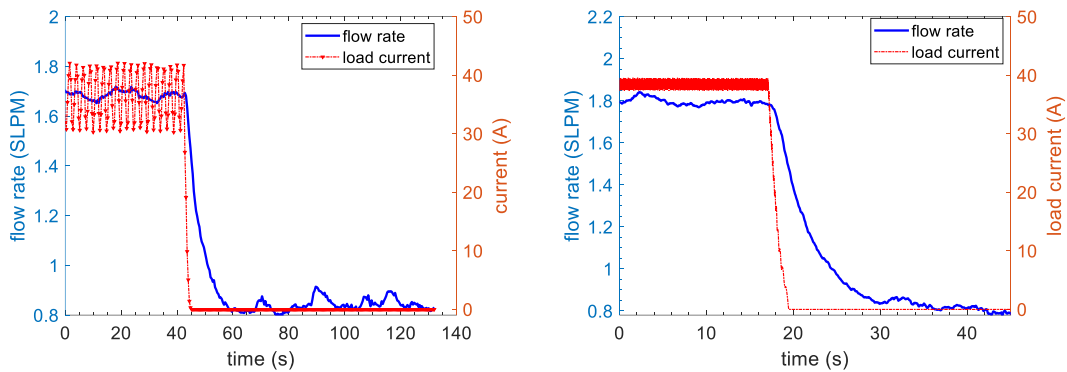 flow rate (SLPM)
2
1.8
1.6
1.4
1.2
1
0.8
flow rate
load current
50
40
30
20
10
0
current (A)
0 20 40 60 80 100 120 140
time (s)
flow rate (SLPM)
2.2
2
1.8
1.6
1.4
1.2
1
0.8
flow rate
load current
50
40
30
20
10
0
load current (A)
0 10 20 30 40
time (s)